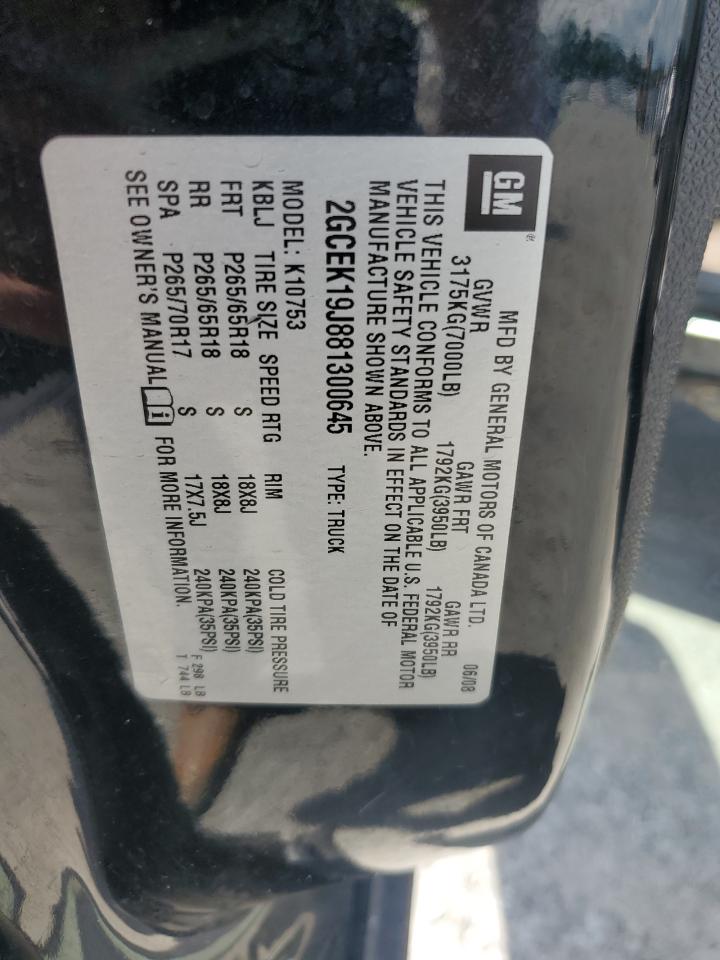 GM®
MFD BY GENERAL MOTORS OF CANADA LTD. 06/08
GVWR GAWR FRT GAWR RR
3175KG(7000LB) 1792KG(3950LB) 1792KG(3950LB)
THIS VEHICLE CONFORMS TO ALL APPLICABLE U.S. FEDERAL MOTOR
VEHICLE SAFETY STANDARDS IN EFFECT ON THE DATE OF
MANUFACTURE SHOWN ABOVE.
2GCEK19J881300645 TYPE: TRUCK
MODEL: K10753
KBLJ TIRE SIZE SPEED RTG RIM COLD TIRE PRESSURE
FRT P265/65R18 S 18X8J 240KPA(35PSI)
RR P265/65R18 S 18X8J 240KPA(35PSI)
SPA P265/70R17 S 17X7.5J 240KPA(35PSI)
SEE OWNER'S MANUAL i FOR MORE INFORMATION.
F 298 LB
T 744 LB